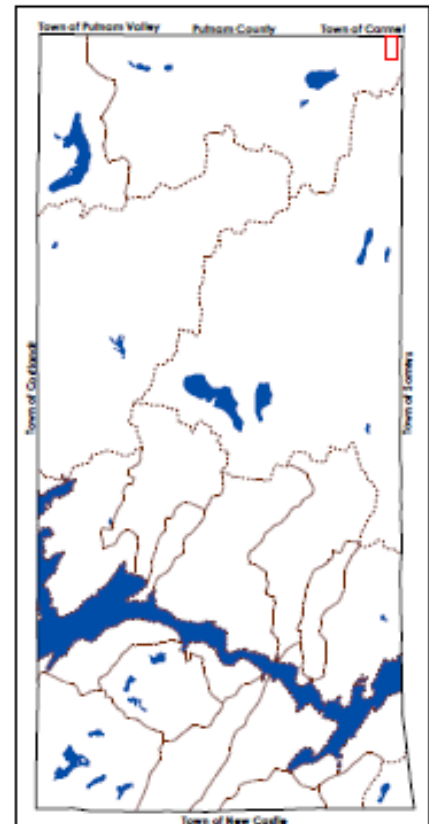 Town of Putnam Valley
Putnam County
Town of Carmel
Town of Cortlandt
Town of Somers
Town of New Castle